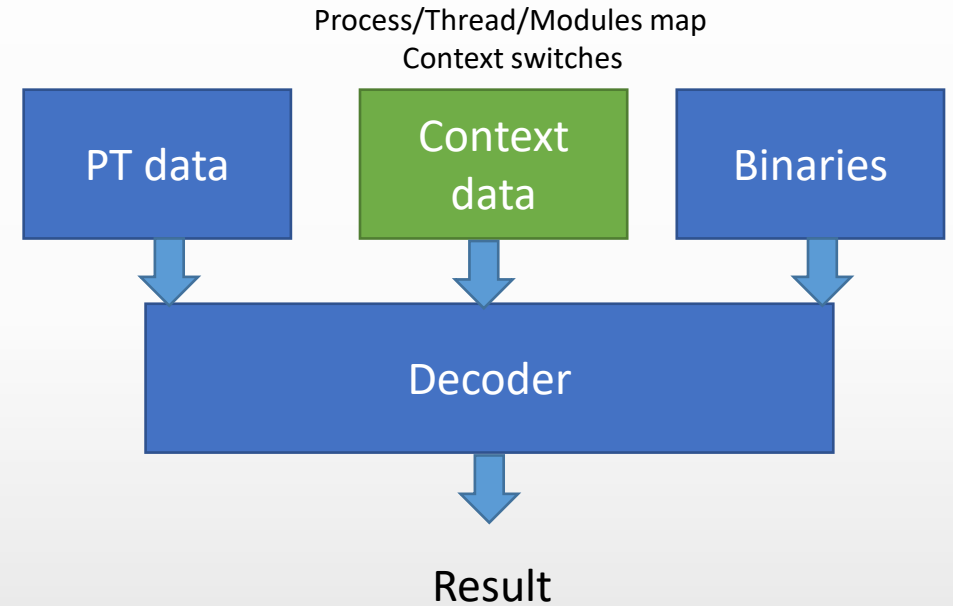 Process/Thread/Modules map
Context switches
PT data
Context
data
Binaries
Decoder
Result